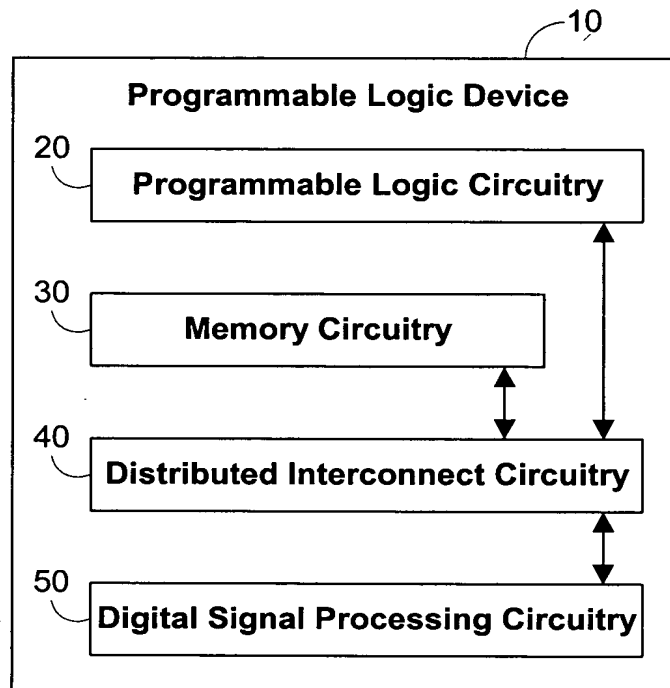 10
Programmable Logic Device
20
Programmable Logic Circuitry
30
Memory Circuitry
40
Distributed Interconnect Circuitry
50
Digital Signal Processing Circuitry